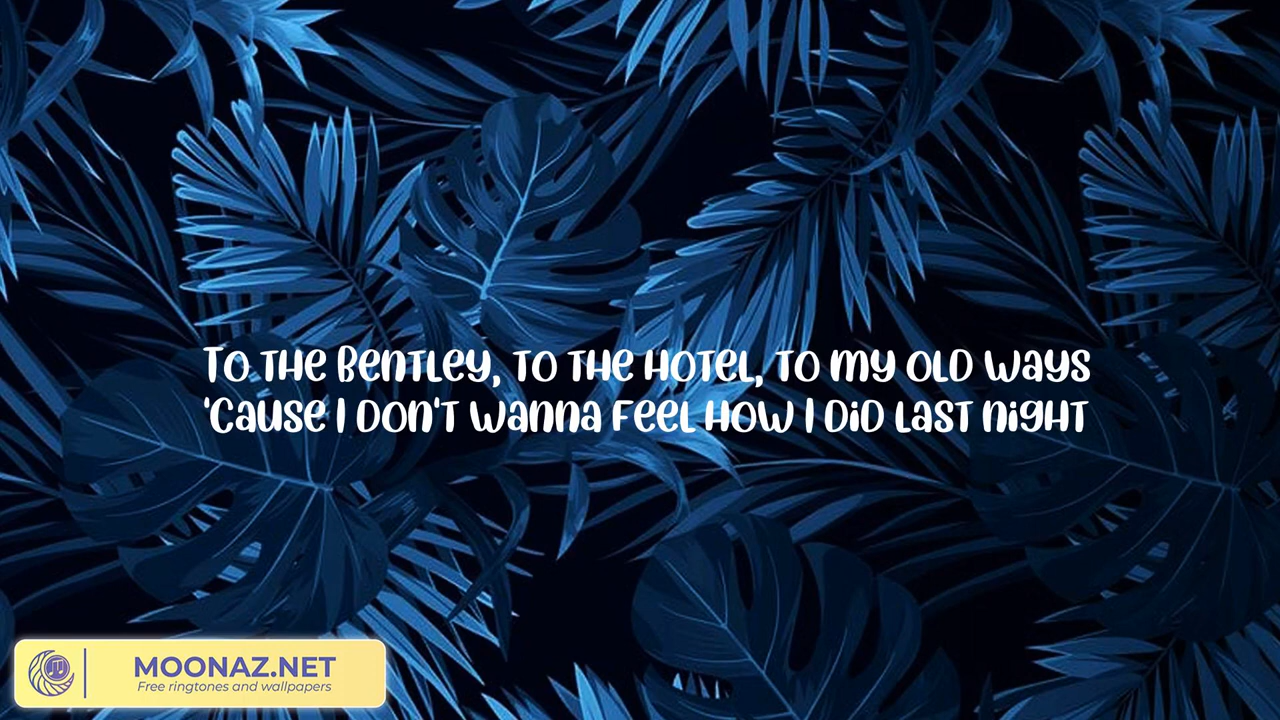 To the Bentley, to the hotel, to my old ways
'Cause I don't wanna feel how I did last night
MOONAZ.NET
Free ringtones and wallpapers